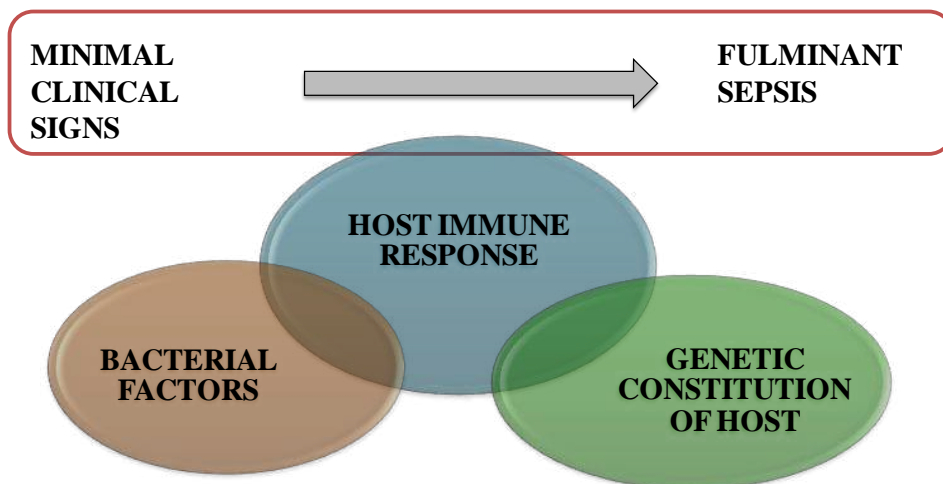 MINIMAL
CLINICAL
SIGNS
FULMINANT
SEPSIS
HOST IMMUNE
RESPONSE
BACTERIAL
FACTORS
GENETIC
CONSTITUTION
OF HOST